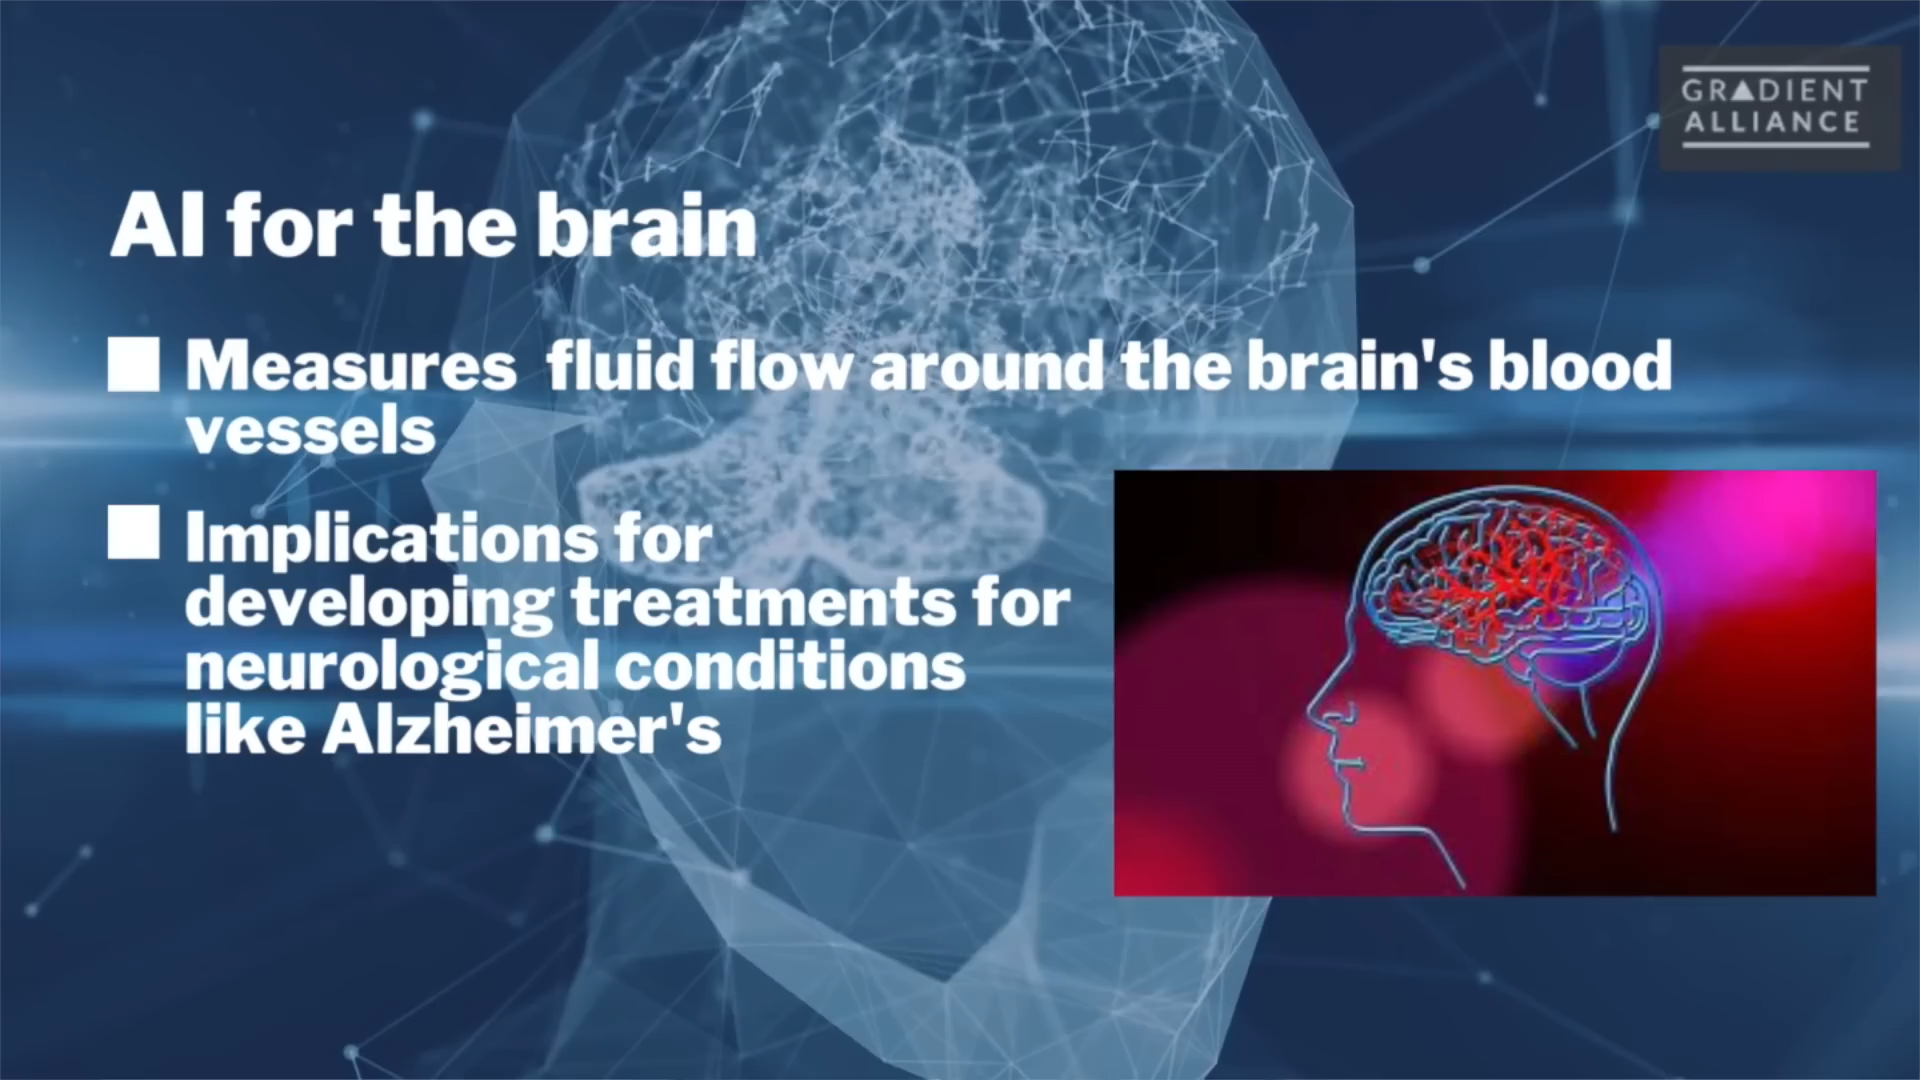 GRADIENT
ALLIANCE
AI for the brain
Measures fluid flow around the brain's blood
vessels
Implications for
developing treatments for
neurological conditions
like Alzheimer's